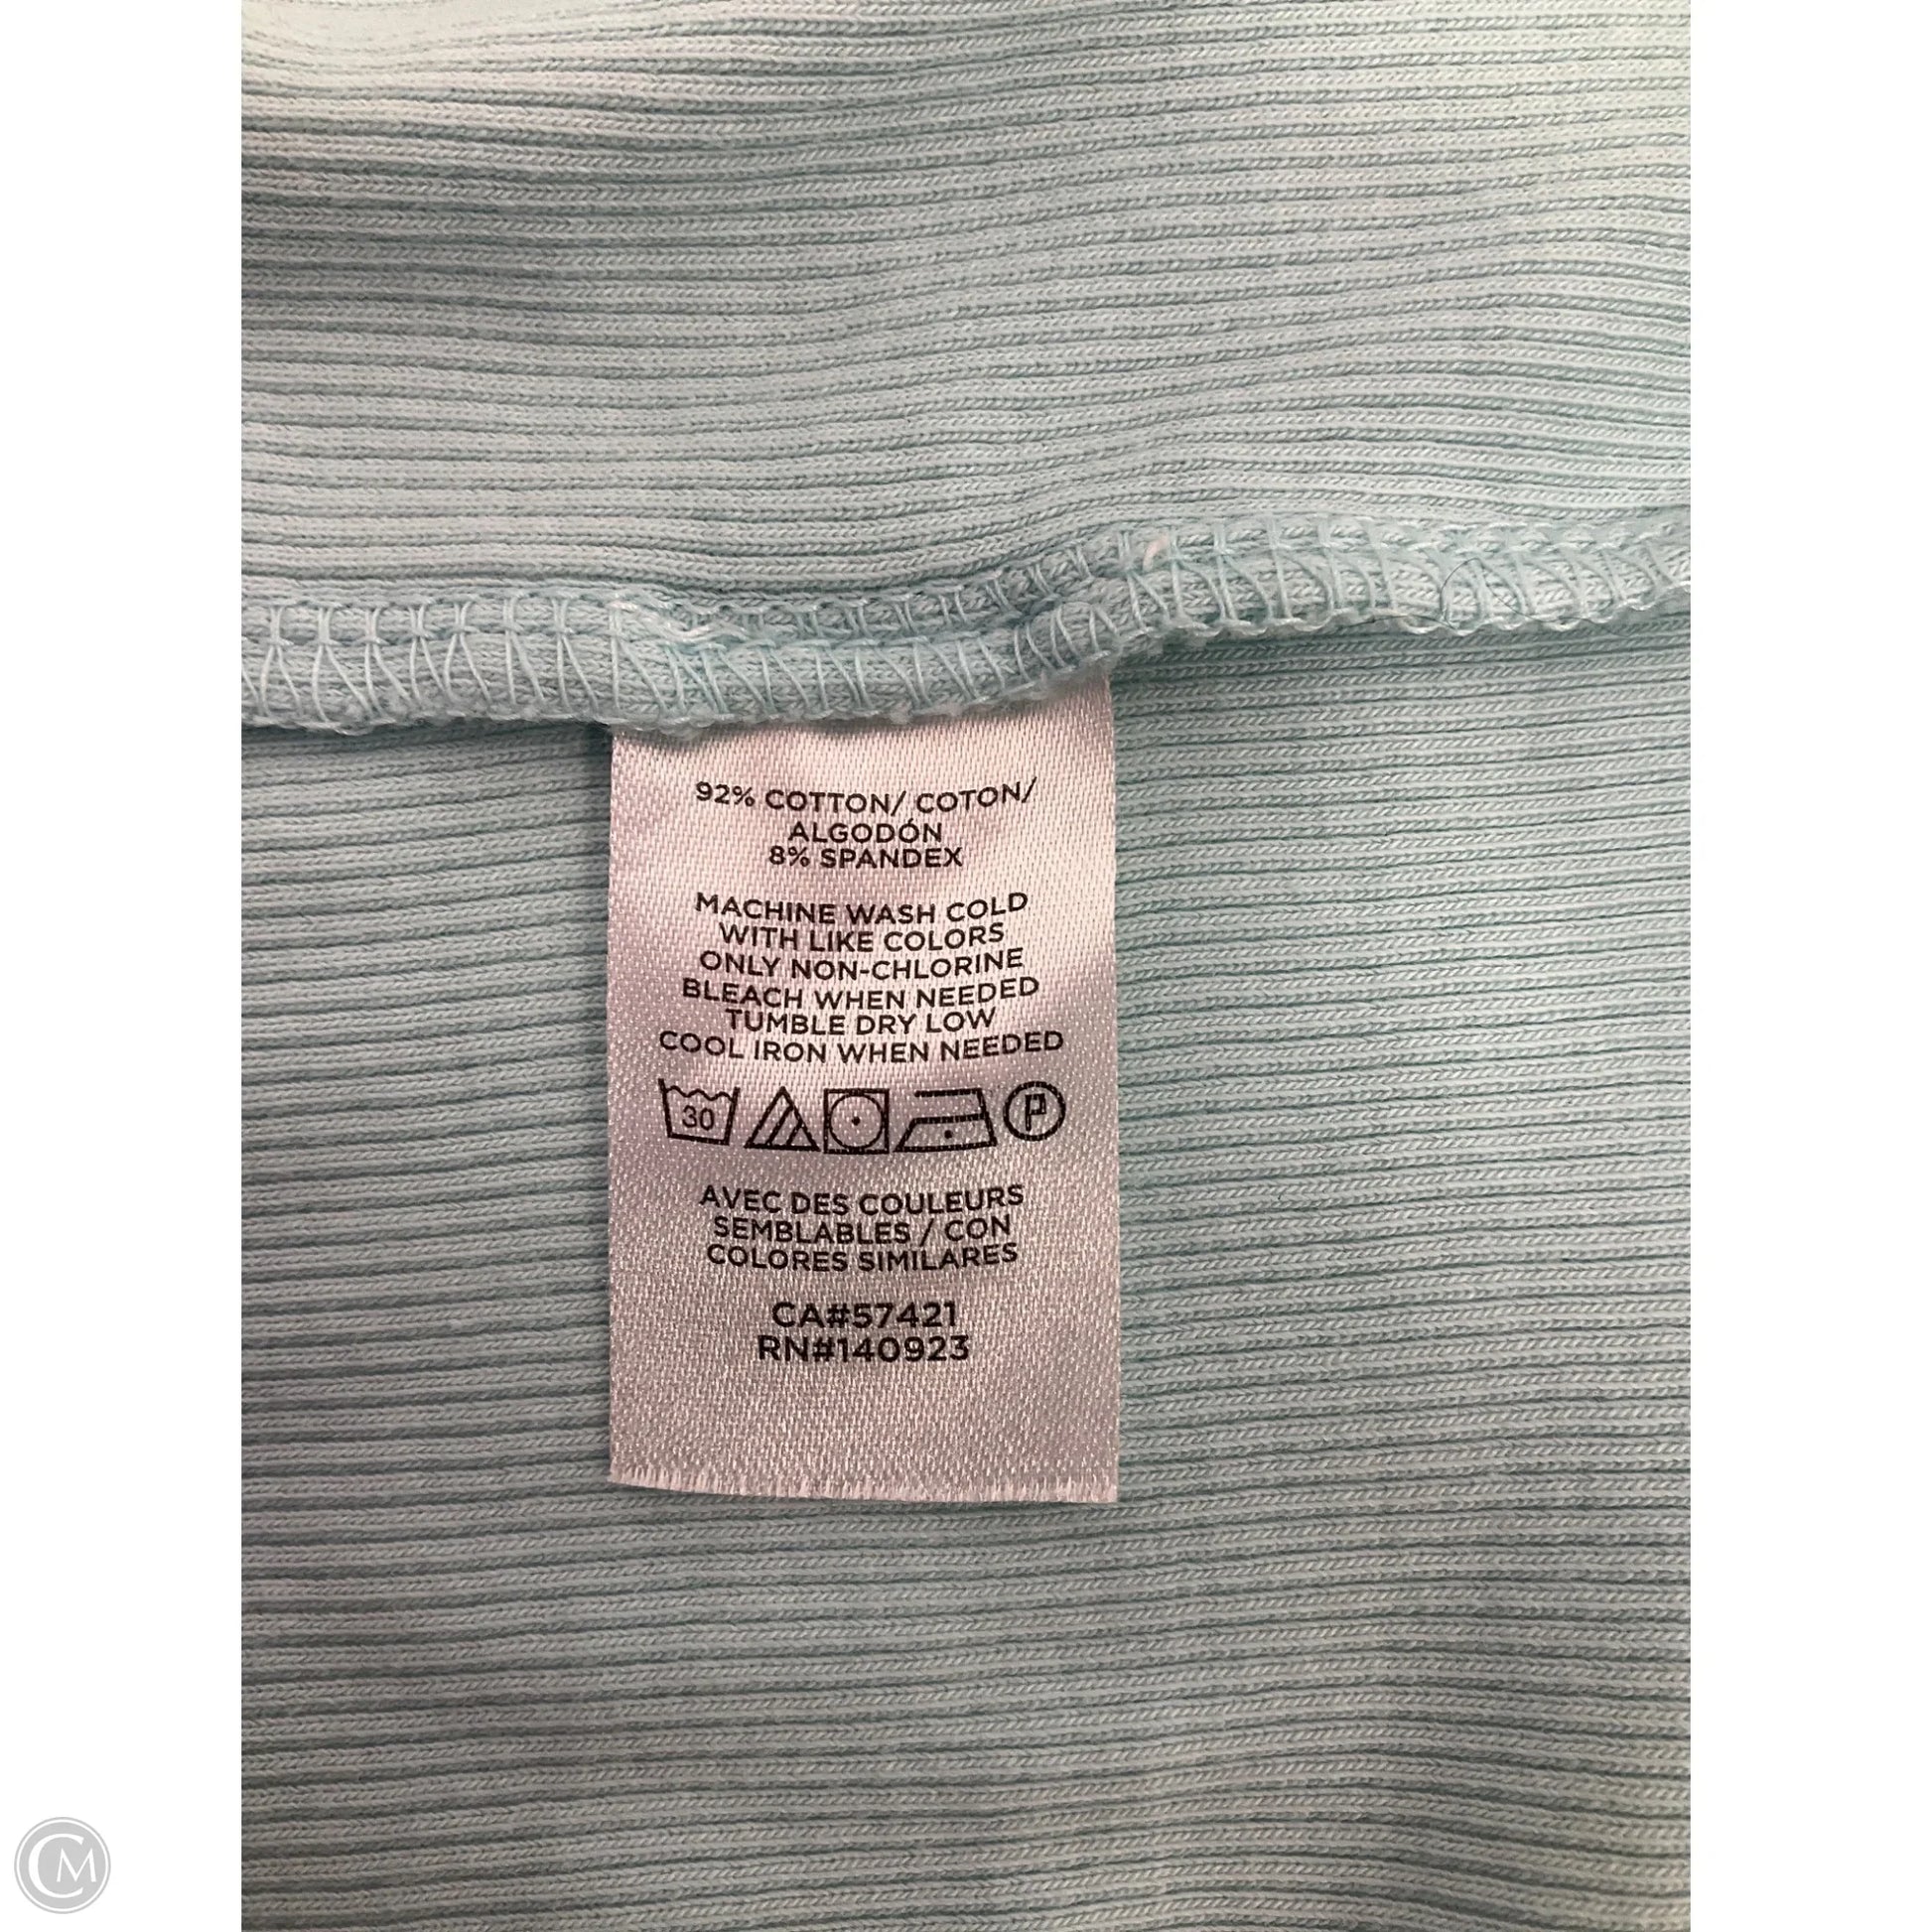 92% COTTON/ COTON/
ALGODÓN
8% SPANDEX
MACHINE WASH COLD
WITH LIKE COLORS
ONLY NON-CHLORINE
BLEACH WHEN NEEDED
TUMBLE DRY LOW
COOL IRON WHEN NEEDED
30 P
AVEC DES COULEURS
SEMBLABLES / CON
COLORES SIMILARES
CA#57421
RN#140923
CM